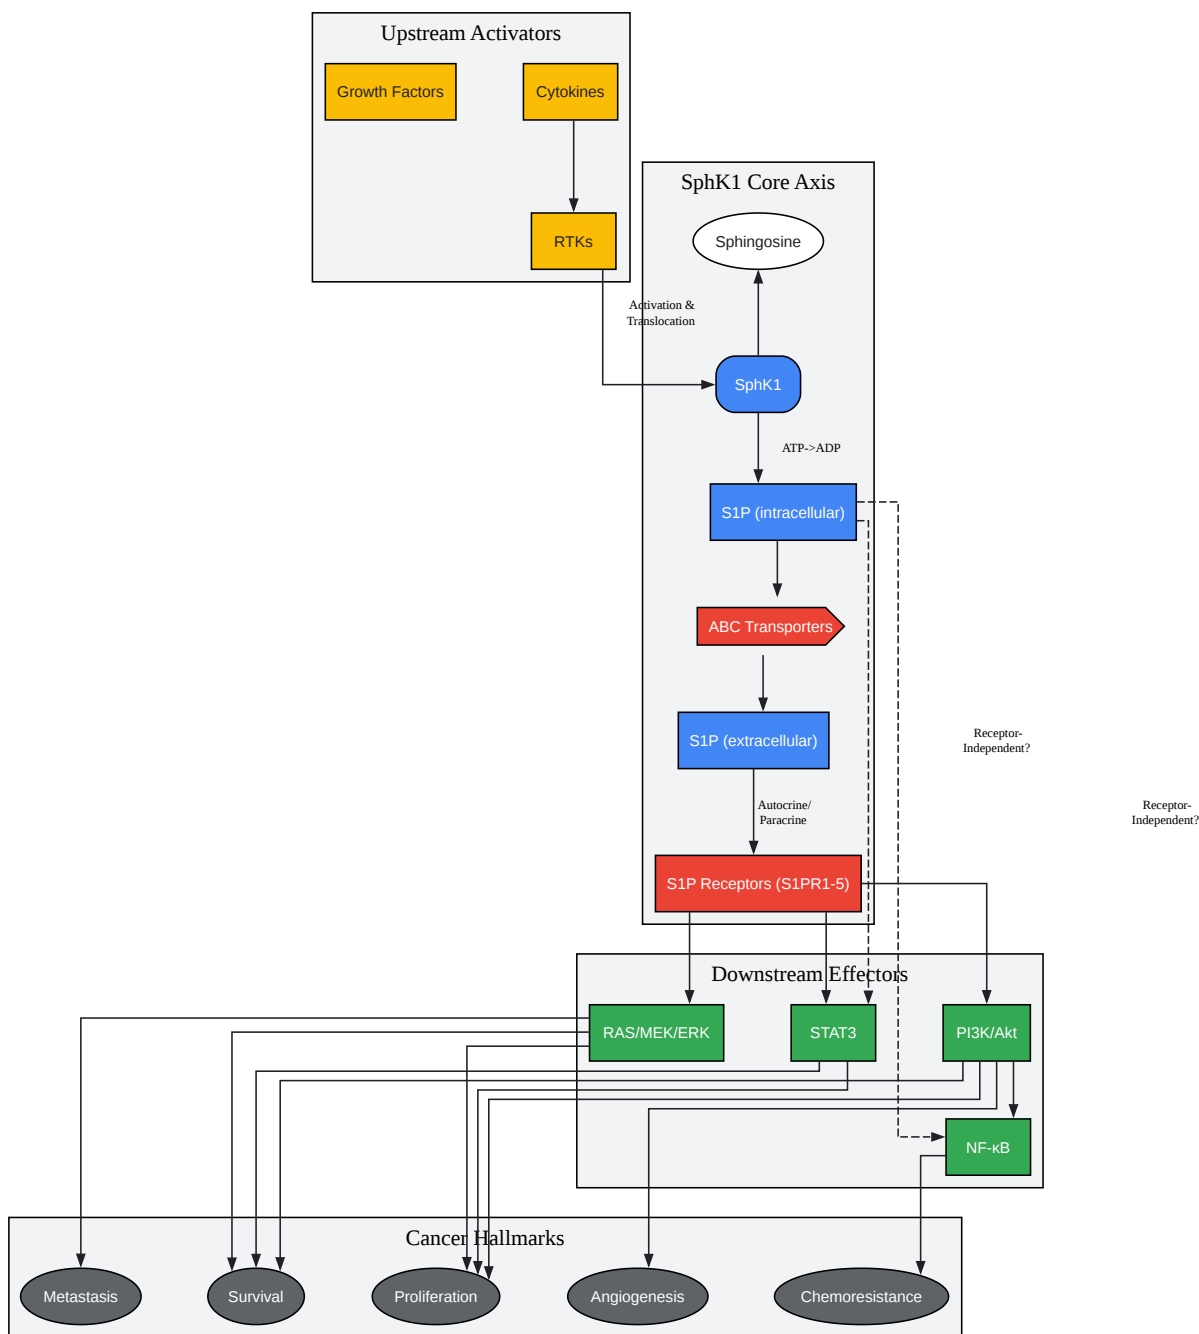 Upstream Activators
Growth Factors
Cytokines
RTKs
SphK1 Core Axis
Sphingosine
Activation &
Translocation
SphK1
ATP->ADP
S1P (intracellular)
ABC Transporters
S1P (extracellular)
Receptor-
Independent?
Autocrine/
Paracrine
Receptor-
Independent?
S1P Receptors (S1PR1-5)
Downstream Effectors
RAS/MEK/ERK
STAT3
PI3K/Akt
NF-κB
Cancer Hallmarks
Metastasis
Survival
Proliferation
Angiogenesis
Chemoresistance